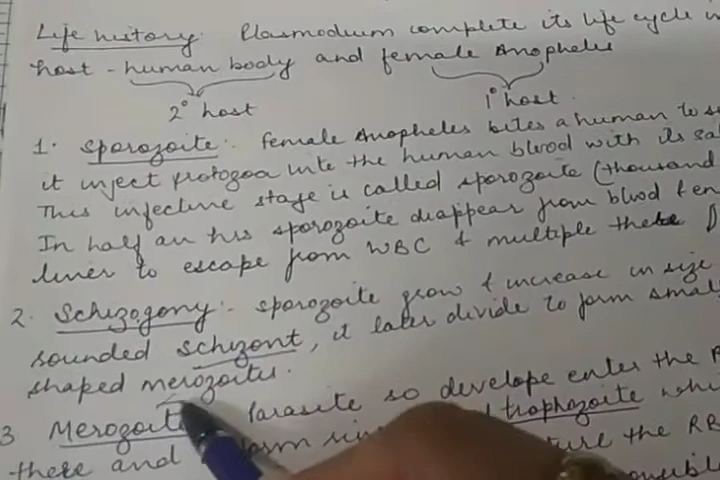 Life history. Plasmodium complete its life cycle in
host - human body and female Anopheles
2° host 1° host
1. Sporozoite:- female Anopheles bites a human to
it inject protozoa into the human blood with its
This infective stage is called sporozoite (thousand
In half an hrs sporozoite disappear from blood &
liver to escape from WBC & multiple there
2. Schizogony:- sporozoite grow & increase in size
rounded schizont, it later divide to form small
shaped merozoites.
3 Merozoite Parasite so develope enter the
there and trophozoite
the